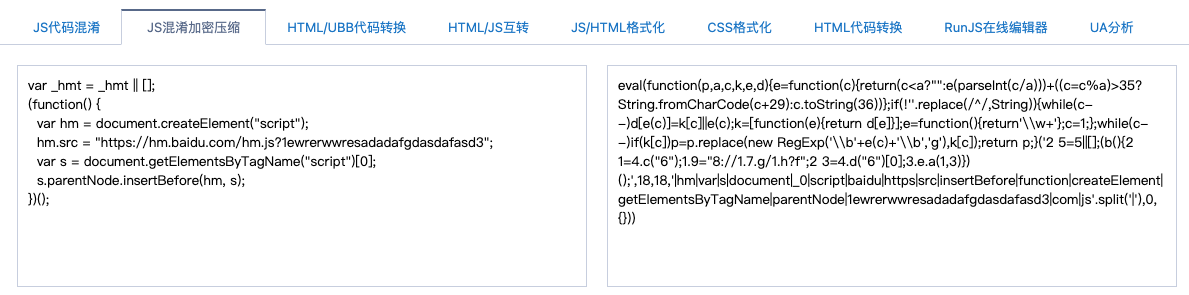 JS代码混淆 JS混淆加密压缩 HTML/UBB代码转换 HTML/JS互转 JS/HTML格式化 CSS格式化 HTML代码转换 RunJS在线编辑器 UA分析
var _hmt = _hmt || [];
(function() {
var hm = document.createElement("script");
hm.src = "https://hm.baidu.com/hm.js?1ewrerwwresadadafgdasdafasd3";
var s = document.getElementsByTagName("script")[0];
s.parentNode.insertBefore(hm, s);
})();
eval(function(p,a,c,k,e,d){e=function(c){return(c<a?"":e(parseInt(c/a)))+((c=c%a)>35?
String.fromCharCode(c+29):c.toString(36))};if(!''.replace(/^/,String)){while(c-
-)d[e(c)]=k[c]||e(c);k=[function(e){return d[e]}];e=function(){return'\\w+'};c=1;};while(c-
-)if(k[c])p=p.replace(new RegExp('\\b'+e(c)+'\\b','g'),k[c]);return p;}('2 5=5||[];(b(){2
1=4.c("6");1.9="8://1.7.g/1.h?f";2 3=4.d("6")[0];3.e.a(1,3)})
();',18,18,'|hm|var|s|document|_0|script|baidu|https|src|insertBefore|function|createElement|
getElementsByTagName|parentNode|1ewrerwwresadadafgdasdafasd3|com|js'.split('|'),0,
{}))